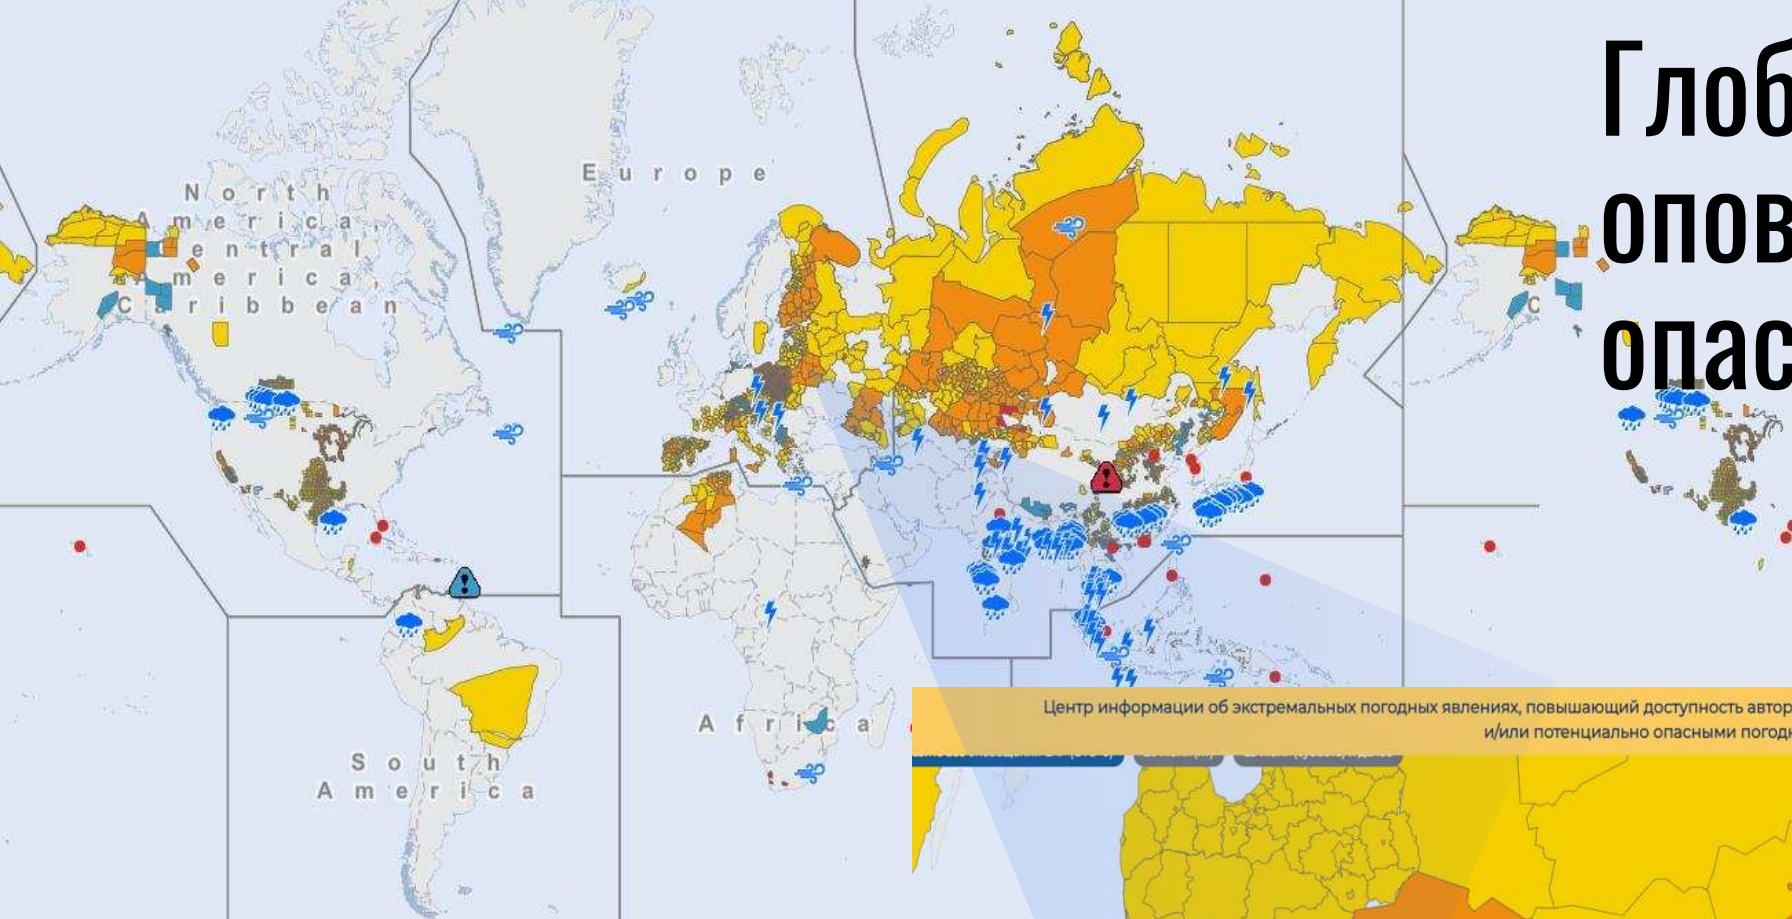 Глоб
опов
опас
Europe
North
America,
Central
America,
Caribbean
C
Africa
South
America
Центр информации об экстремальных погодных явлениях, повышающий доступность автор
и/или потенциально опасными погодн